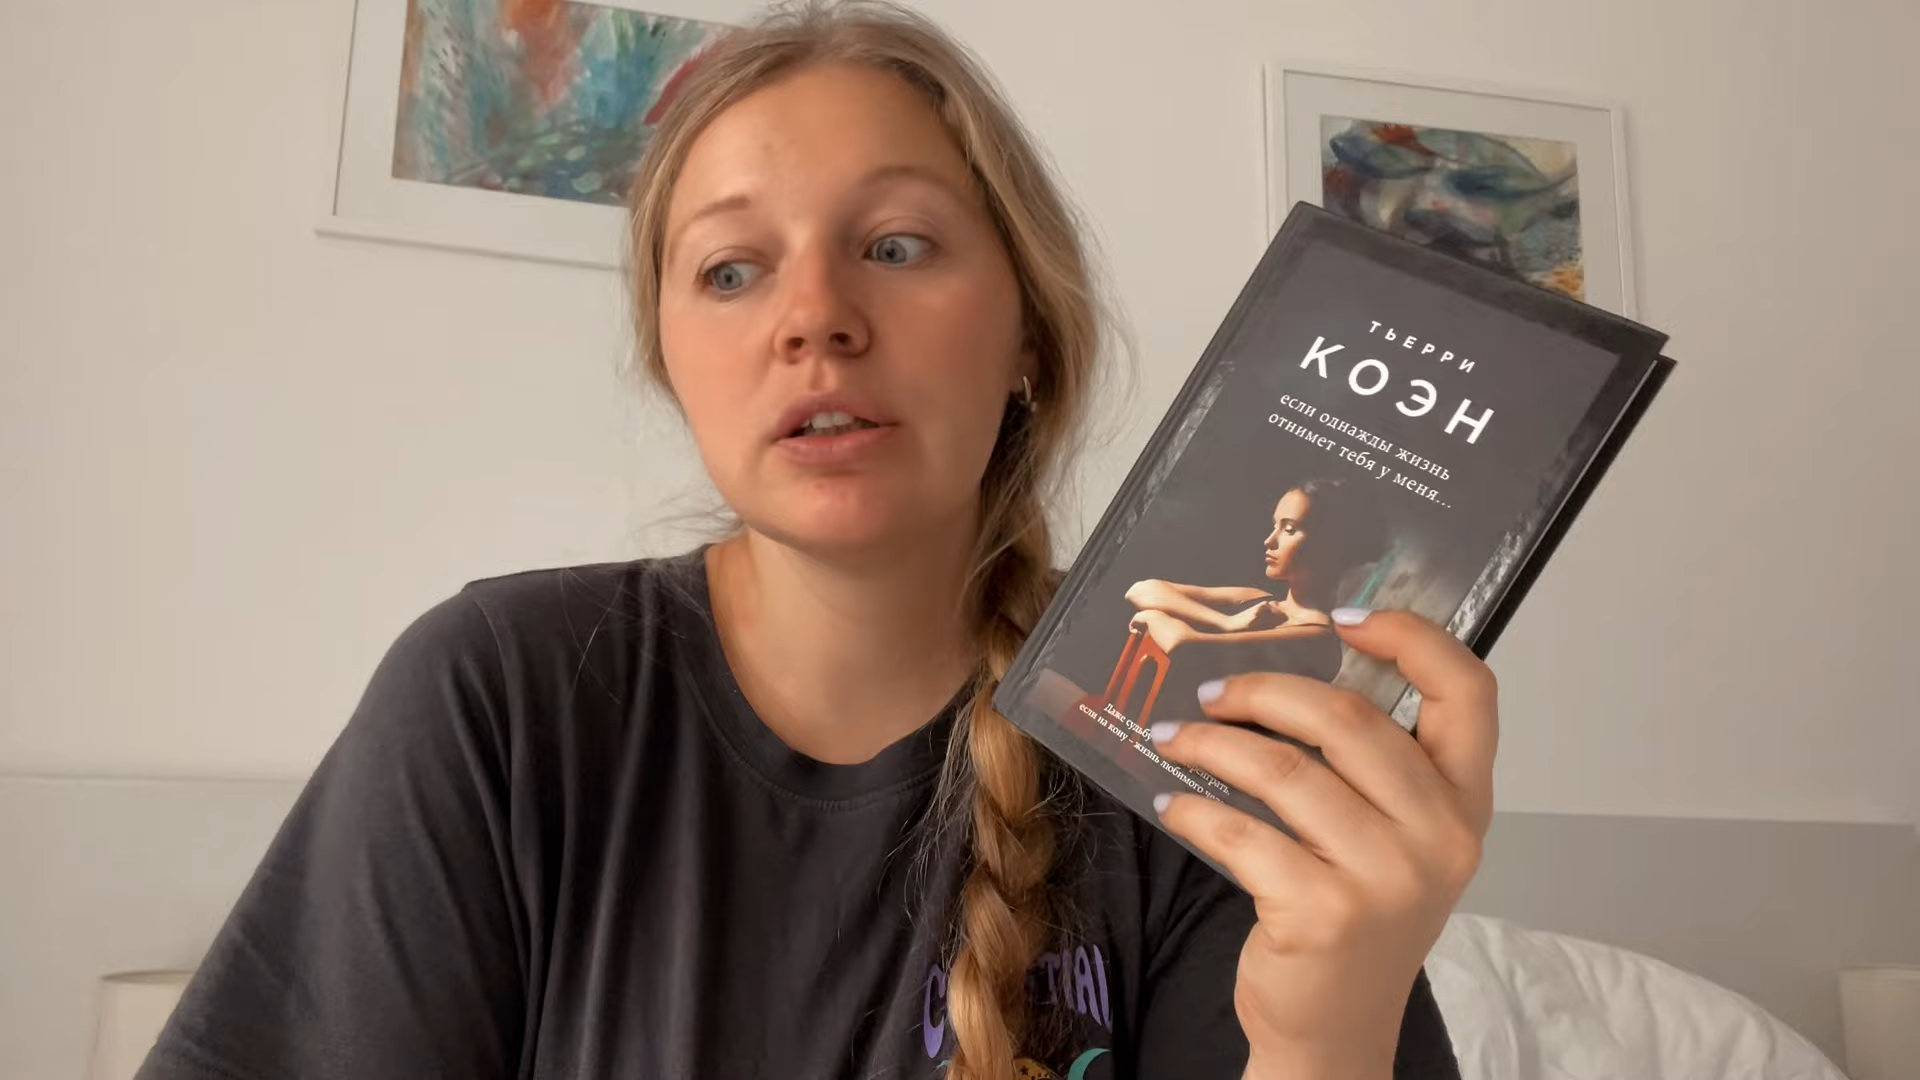 ТЬЕРРИ
КОЭН
если однажды жизнь
отнимет тебя у меня...
Даже судьбу
если на кону – жизнь любимого